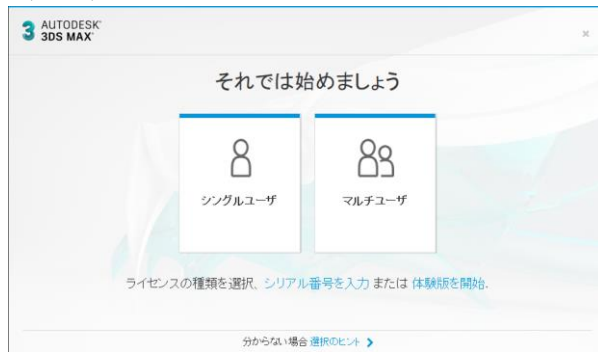 3 AUTODESK®
3DS MAX®
×
それでは始めましょう
シングルユーザ
マルチユーザ
ライセンスの種類を選択、シリアル番号を入力 または 体験版を開始.
分からない場合 選択のヒント >